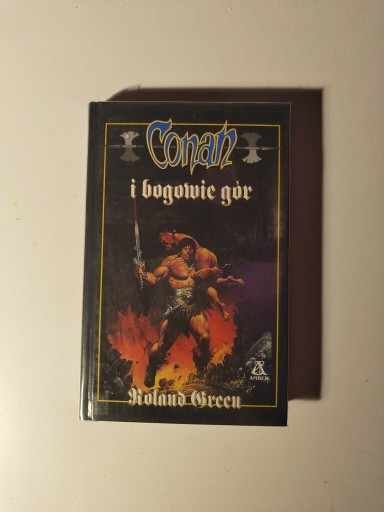 Conan
i bogowie gór
AMBER
Roland Green